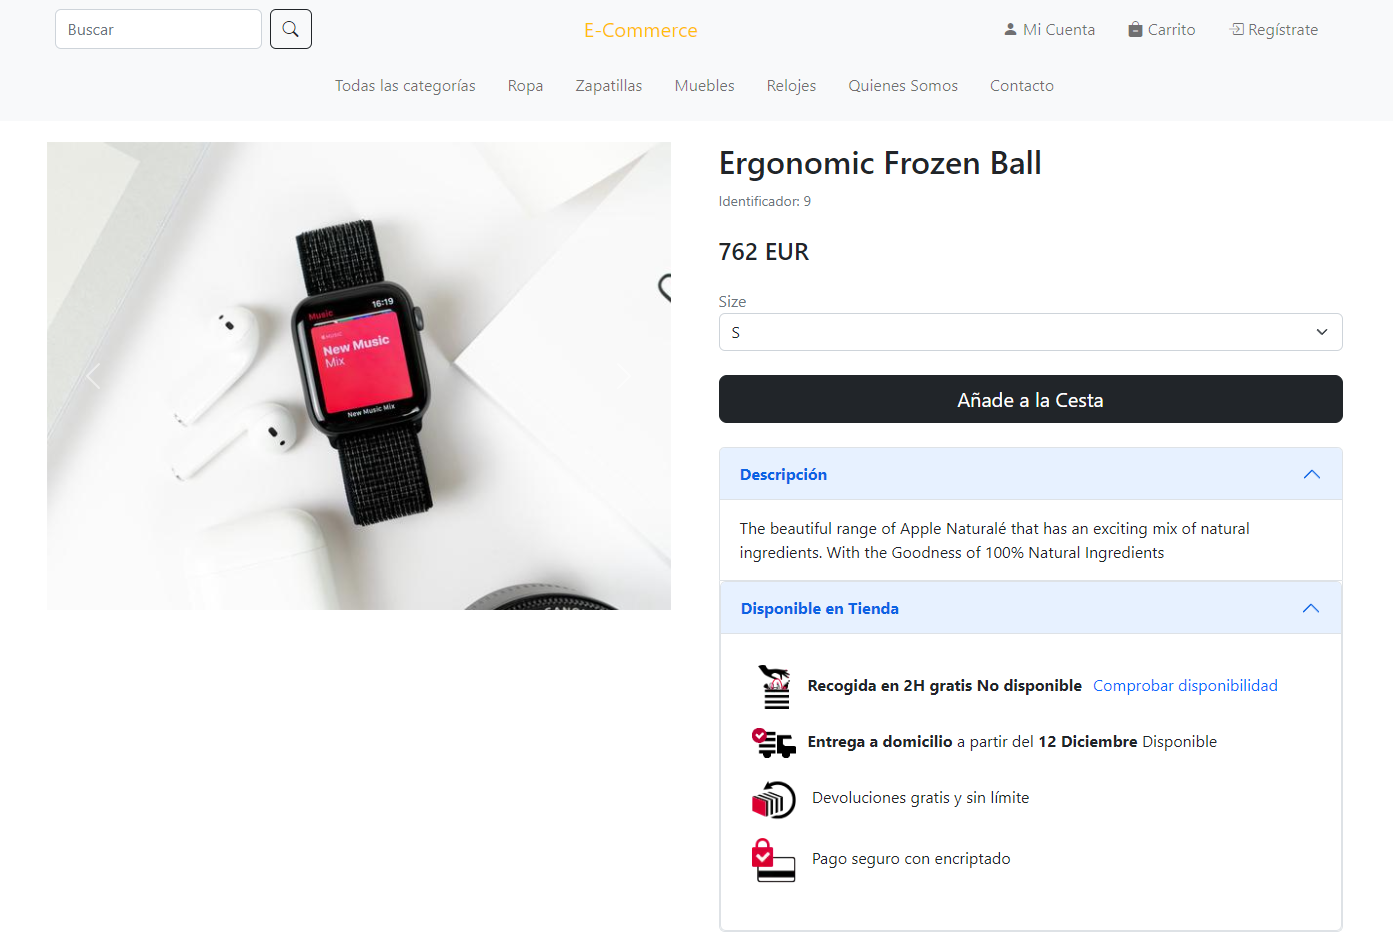 Buscar
E-Commerce
Mi Cuenta
Carrito
Regístrate
Todas las categorías
Ropa
Zapatillas
Muebles
Relojes
Quienes Somos
Contacto
Music
16:19
MUSIC
New Music
Mix
New Music Mix
Ergonomic Frozen Ball
Identificador: 9
762 EUR
Size
S
Añade a la Cesta
Descripción
The beautiful range of Apple Naturalé that has an exciting mix of natural
ingredients. With the Goodness of 100% Natural Ingredients
Disponible en Tienda
Recogida en 2H gratis No disponible Comprobar disponibilidad
Entrega a domicilio a partir del 12 Diciembre Disponible
Devoluciones gratis y sin límite
Pago seguro con encriptado